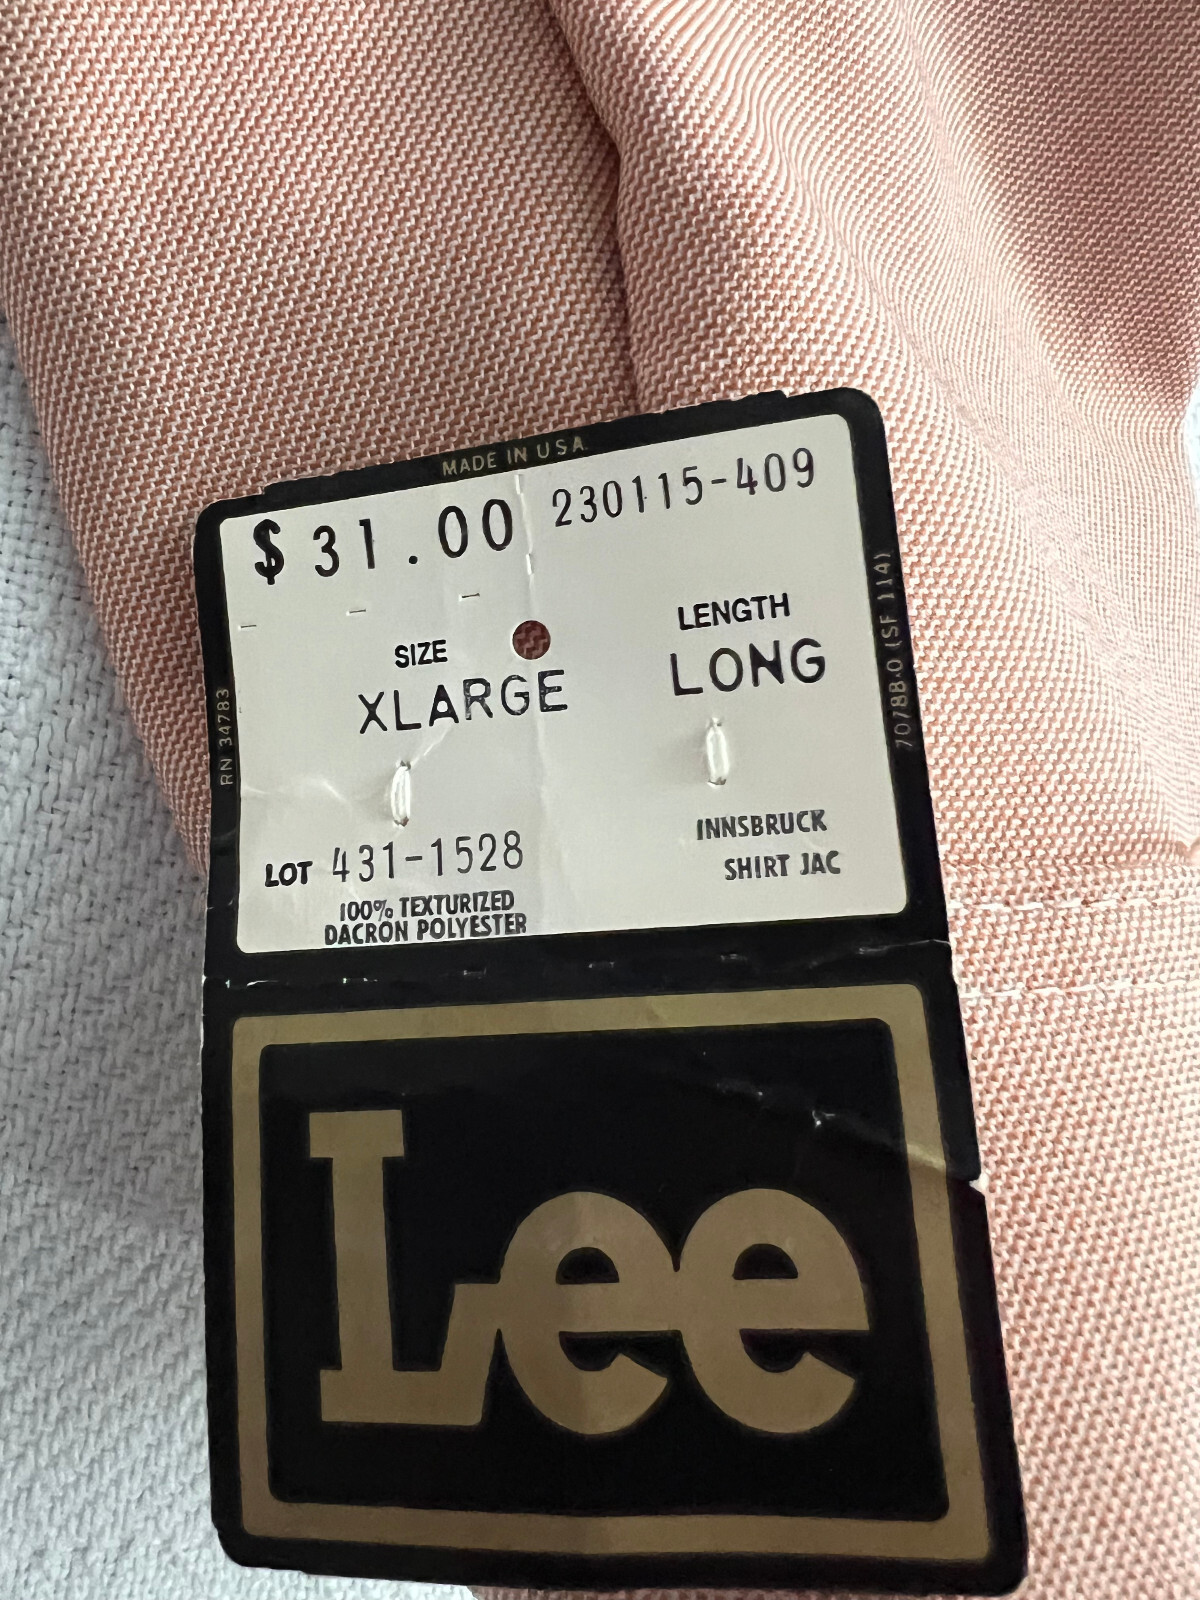 MADE IN U.S.A.
$31.00 230115-409
SIZE LENGTH
XLARGE LONG
RN 34783
7078B-0 (SF 114)
INNSBRUCK
SHIRT JAC
LOT 431-1528
100% TEXTURIZED
DACRON POLYESTER
Lee